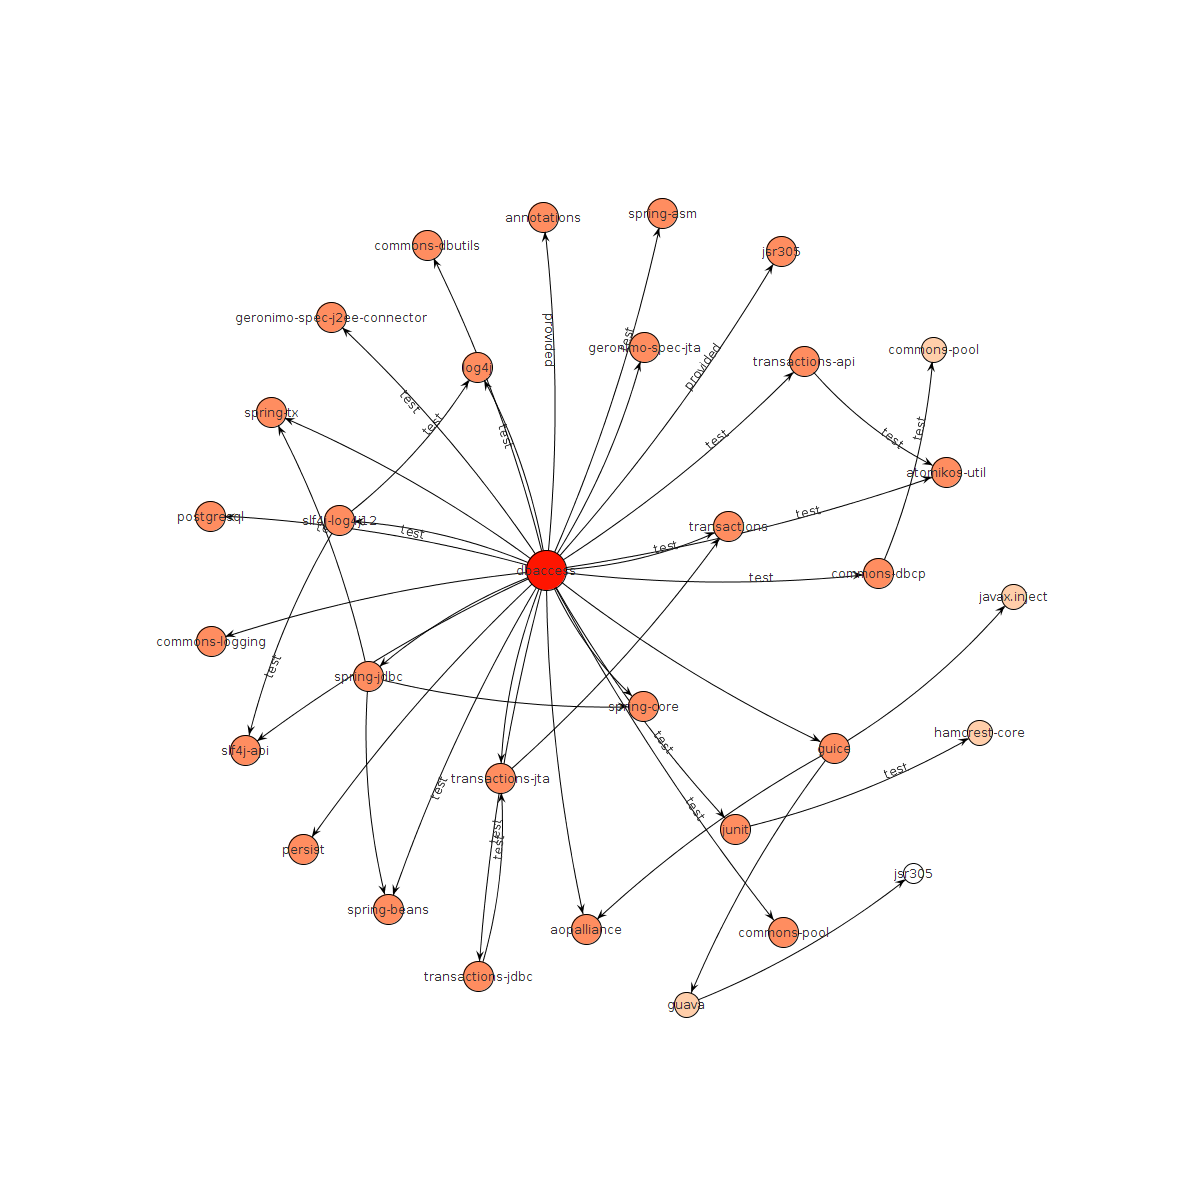 annotations
spring-asm
commons-dbutils
jsr305
geronimo-spec-j2ee-connector
provided
test
geronimo-spec-jta
commons-pool
log4j
provided
transactions-api
test
spring-tx
test
test
test
test
test
atomikos-util
postgresql
slf4j-log4j12
test
test
transactions
test
dbaccess
test
commons-dbcp
javax.inject
commons-logging
test
spring-jdbc
spring-core
slf4j-api
test
guice
hamcrest-core
transactions-jta
test
test
test
test
test
junit
persist
jsr305
spring-beans
aopalliance
commons-pool
transactions-jdbc
guava